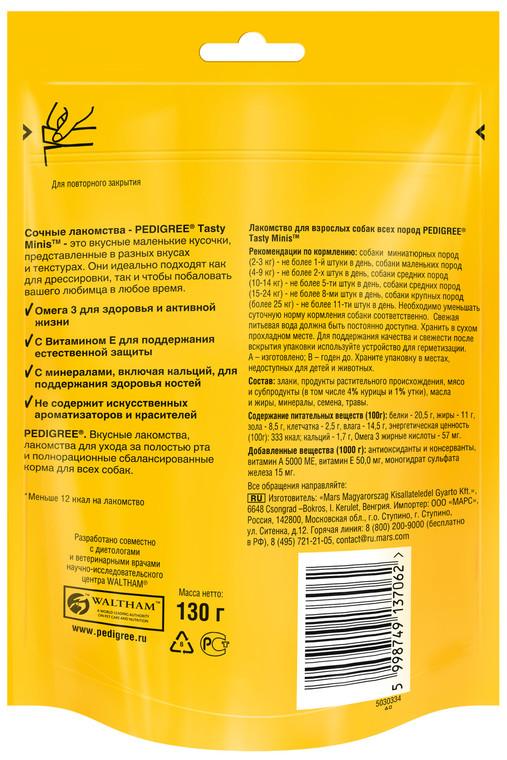 Для повторного закрытия
Сочные лакомства - PEDIGREE® Tasty
Minis™ - это вкусные маленькие кусочки,
представленные в разных вкусах
и текстурах. Они идеально подходят как
для дрессировки, так и чтобы побаловать
вашего любимца в любое время.
Омега 3 для здоровья и активной
жизни
С Витамином Е для поддержания
естественной защиты
С минералами, включая кальций, для
поддержания здоровья костей
Не содержит искусственных
ароматизаторов и красителей
PEDIGREE®. Вкусные лакомства,
лакомства для ухода за полостью рта
и полнорационные сбалансированные
корма для всех собак.
*Меньше 12 ккал на лакомство
Разработано совместно
с диетологами
и ветеринарными врачами
научно-исследовательского
центра WALTHAM®
WALTHAM™
A WORLD-LEADING AUTHORITY
ON PET CARE AND NUTRITION
www.pedigree.ru
Масса нетто:
130 г
Лакомство для взрослых собак всех пород PEDIGREE®
Tasty Minis™
Рекомендации по кормлению: собаки миниатюрных пород
(2-3 кг) - не более 1-й штуки в день, собаки маленьких пород
(4-9 кг) - не более 2-х штук в день, собаки средних пород
(10-14 кг) - не более 5-ти штук в день, собаки средних пород
(15-24 кг) - не более 8-ми штук в день, собаки крупных пород
(более 25 кг) - не более 11-ти штук в день. Необходимо уменьшать
суточную норму кормления собаки соответственно. Свежая
питьевая вода должна быть постоянно доступна. Хранить в сухом
прохладном месте. Для поддержания качества и свежести после
вскрытия упаковки используйте устройство для герметизации.
А – изготовлено; В – годен до. Храните упаковку в местах,
недоступных для детей и животных.
Состав: злаки, продукты растительного происхождения, мясо
и субпродукты (в том числе 4% курицы и 1% утки), масла
и жиры, минералы, семена, травы.
Содержание питательных веществ (100г): белки - 20,5 г, жиры - 11 г,
зола - 8,5 г, клетчатка - 2,5 г, влага - 14,5 г, энергетическая ценность
(100г): 333 ккал; кальций - 1,7 г, Омега 3 жирные кислоты - 57 мг.
Добавленные вещества (1000 г): антиоксиданты и консерванты,
витамин А 5000 МЕ, витамин Е 50,0 мг, моногидрат сульфата
железа 15 мг.
Все обращения направляйте:
RU Изготовитель: «Mars Magyarorszag Kisallateledel Gyarto Kft.»,
6648 Csongrad –Bokros, I. Kerulet, Венгрия. Импортер: ООО «МАРС»,
Россия, 142800, Московская обл., г.о. Ступино, г. Ступино,
ул. Ситенка, д.12. Горячая линия: 8 (800) 200-9000 (бесплатно
в РФ), 8 (495) 721-21-05, contact@ru.mars.com
5 998749 137062 >
5030334